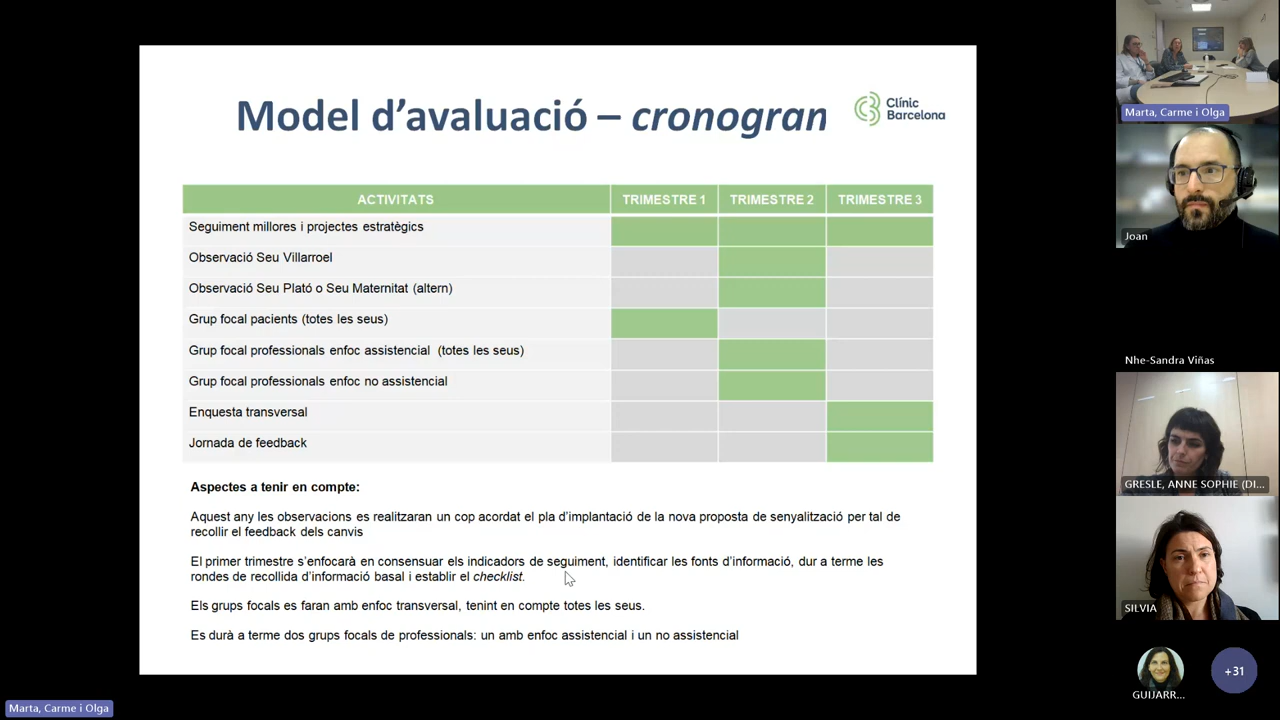 Model d'avaluació – cronogran
Clínic
Barcelona
ACTIVITATS TRIMESTRE 1 TRIMESTRE 2 TRIMESTRE 3
Seguiment millores i projectes estratègics
Observació Seu Villarroel
Observació Seu Plató o Seu Maternitat (altern)
Grup focal pacients (totes les seus)
Grup focal professionals enfoc assistencial (totes les seus)
Grup focal professionals enfoc no assistencial
Enquesta transversal
Jornada de feedback
Aspectes a tenir en compte:
Aquest any les observacions es realitzaran un cop acordat el pla d'implantació de la nova proposta de senyalització per tal de
recollir el feedback dels canvis
El primer trimestre s'enfocarà en consensuar els indicadors de seguiment, identificar les fonts d'informació, dur a terme les
rondes de recollida d'informació basal i establir el checklist.
Els grups focals es faran amb enfoc transversal, tenint en compte totes les seus.
Es durà a terme dos grups focals de professionals: un amb enfoc assistencial i un no assistencial
Marta, Carme i Olga
Marta, Carme i Olga
Joan
Nhe-Sandra Viñas
GRESLE, ANNE SOPHIE (DI...
SILVIA
GUIJARR...
+31